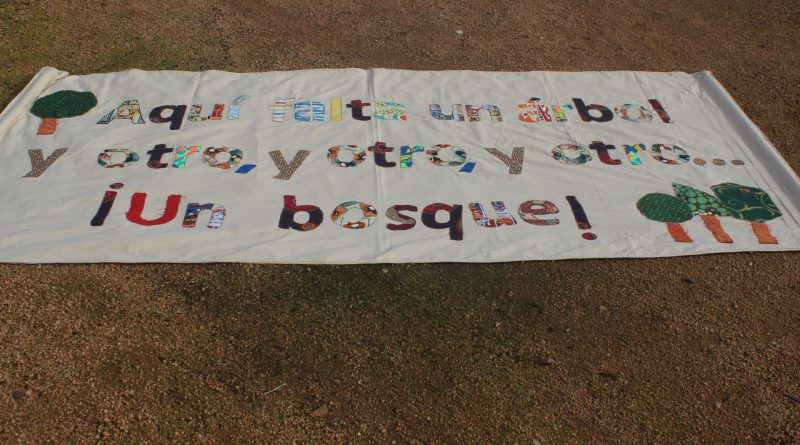 Aquí falta un árbol
y otro, y otro, y otro...
¡Un bosque!